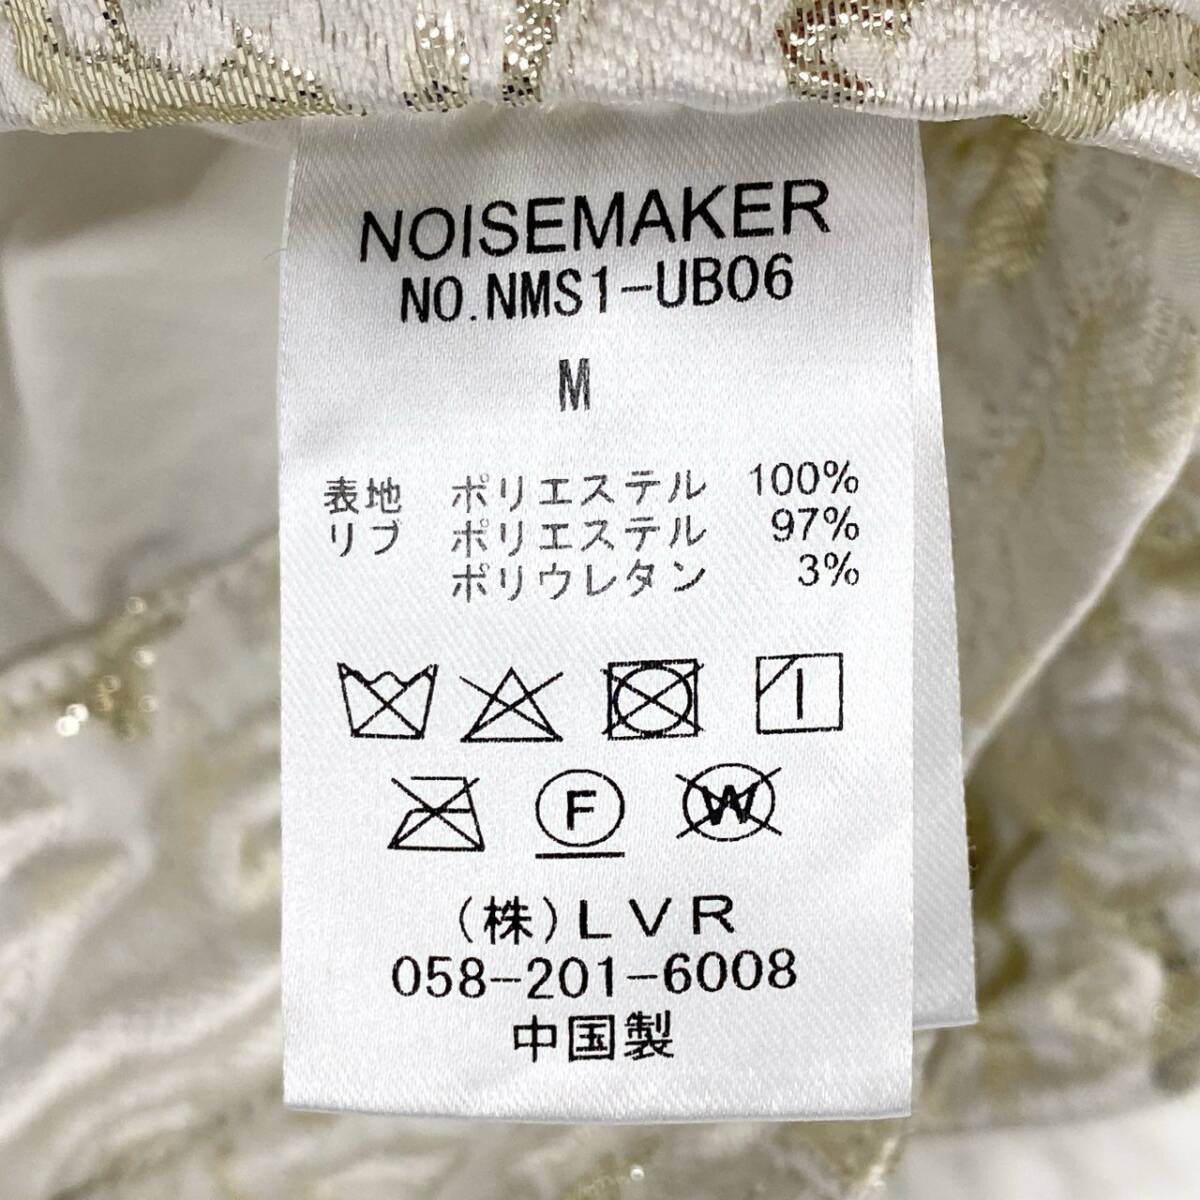 NOISEMAKER
NO.NMS1-UB06
M
表地 ポリエステル 100%
リブ ポリエステル 97%
ポリウレタン 3%
F W
(株)LVR
058-201-6008
中国製